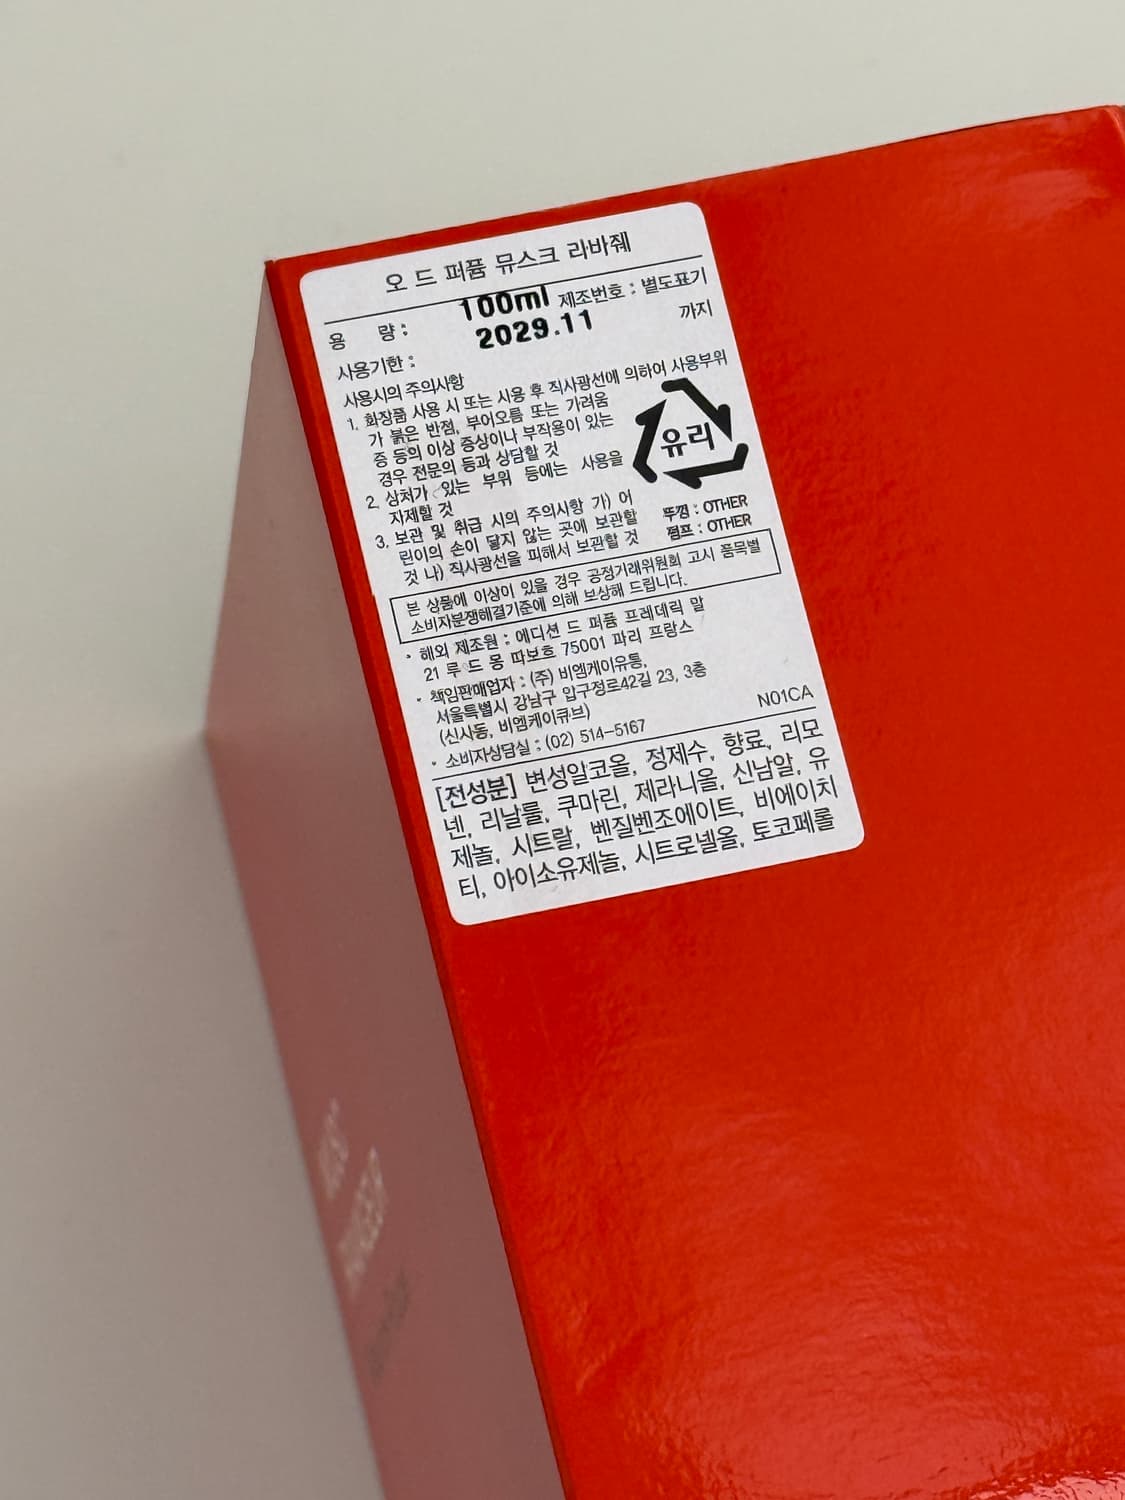 오 드 퍼퓸 뮤스크 라바줴
용 량 : 100ml 제조번호 : 별도표기
사용기한 : 2029.11 까지
사용시의 주의사항
1. 화장품 사용 시 또는 사용 후 직사광선에 의하여 사용부위
가 붉은 반점, 부어오름 또는 가려움
증 등의 이상 증상이나 부작용이 있는
경우 전문의 등과 상담할 것
2. 상처가 있는 부위 등에는 사용을
자제할 것
3. 보관 및 취급 시의 주의사항 가) 어
린이의 손이 닿지 않는 곳에 보관할
것 나) 직사광선을 피해서 보관할 것
유리
뚜껑 : OTHER
펌프 : OTHER
본 상품에 이상이 있을 경우 공정거래위원회 고시 품목별
소비자분쟁해결기준에 의해 보상해 드립니다.
• 해외 제조원 : 에디션 드 퍼퓸 프레데릭 말
21 루 드 몽 따보흐 75001 파리 프랑스
• 책임판매업자 : (주) 비엠케이유통,
서울특별시 강남구 압구정로42길 23, 3층
(신사동, 비엠케이큐브)
• 소비자상담실 : (02) 514-5167
N01CA
[전성분] 변성알코올, 정제수, 향료, 리모
넨, 리날룰, 쿠마린, 제라니올, 신남알, 유
제놀, 시트랄, 벤질벤조에이트, 비에이치
티, 아이소유제놀, 시트로넬올, 토코페롤